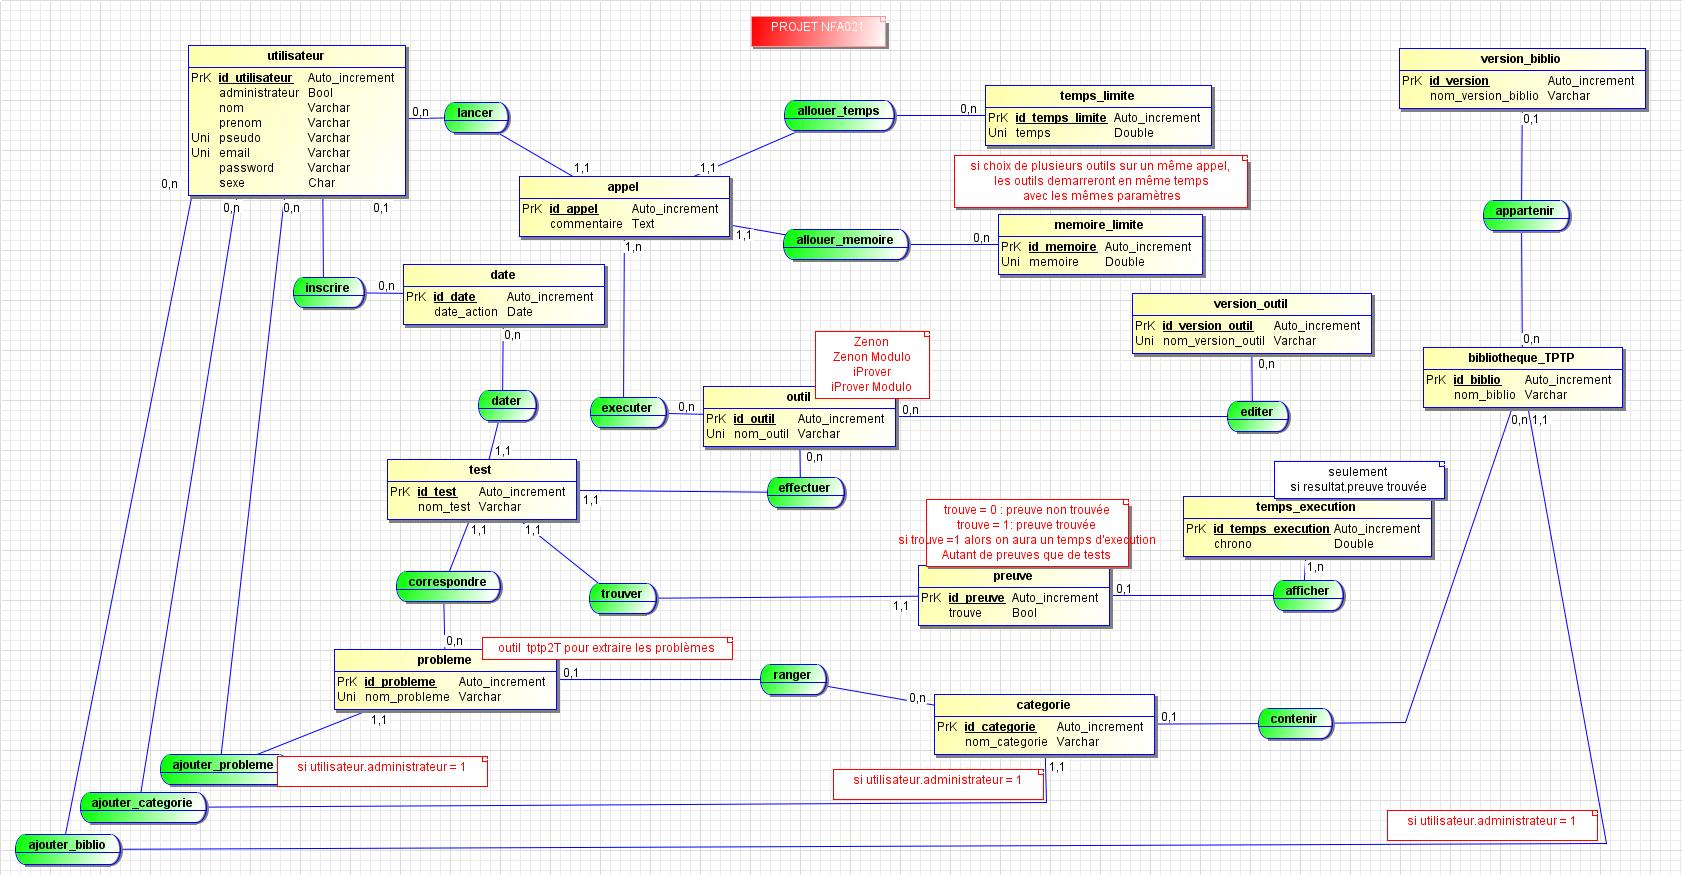 PROJET NFA021
utilisateur
PrK id_utilisateur Auto_increment
administrateur Bool
nom Varchar
prenom Varchar
Uni pseudo Varchar
Uni email Varchar
password Varchar
sexe Char
0,n
0,n
0,n
0,n
0,1
lancer
1,1
allouer_temps
0,n
1,1
temps_limite
PrK id_temps_limite Auto_increment
Uni temps Double
si choix de plusieurs outils sur un même appel,
les outils demarreront en même temps
avec les mêmes paramètres
appel
PrK id_appel Auto_increment
commentaire Text
1,n
1,1
allouer_memoire
0,n
memoire_limite
PrK id_memoire Auto_increment
Uni memoire Double
version_biblio
PrK id_version Auto_increment
nom_version_biblio Varchar
0,1
appartenir
0,n
inscrire
0,n
date
PrK id_date Auto_increment
date_action Date
0,n
dater
1,1
version_outil
PrK id_version_outil Auto_increment
Uni nom_version_outil Varchar
0,n
editer
Zenon
Zenon Modulo
iProver
iProver Modulo
executer
0,n
outil
PrK id_outil Auto_increment
Uni nom_outil Varchar
0,n
0,n
bibliotheque_TPTP
PrK id_biblio Auto_increment
nom_biblio Varchar
0,n
1,1
test
PrK id_test Auto_increment
nom_test Varchar
1,1
effectuer
1,1
1,1
seulement
si resultat.preuve trouvée
temps_execution
PrK id_temps_execution Auto_increment
chrono Double
1,n
afficher
trouve = 0 : preuve non trouvée
trouve = 1: preuve trouvée
si trouve =1 alors on aura un temps d'execution
Autant de preuves que de tests
preuve
PrK id_preuve Auto_increment
trouve Bool
0,1
1,1
correspondre
trouver
0,n
outil tptp2T pour extraire les problèmes
probleme
PrK id_probleme Auto_increment
Uni nom_probleme Varchar
0,1
1,1
ranger
0,n
categorie
PrK id_categorie Auto_increment
nom_categorie Varchar
0,1
1,1
contenir
ajouter_probleme
si utilisateur.administrateur = 1
ajouter_categorie
si utilisateur.administrateur = 1
ajouter_biblio
si utilisateur.administrateur = 1